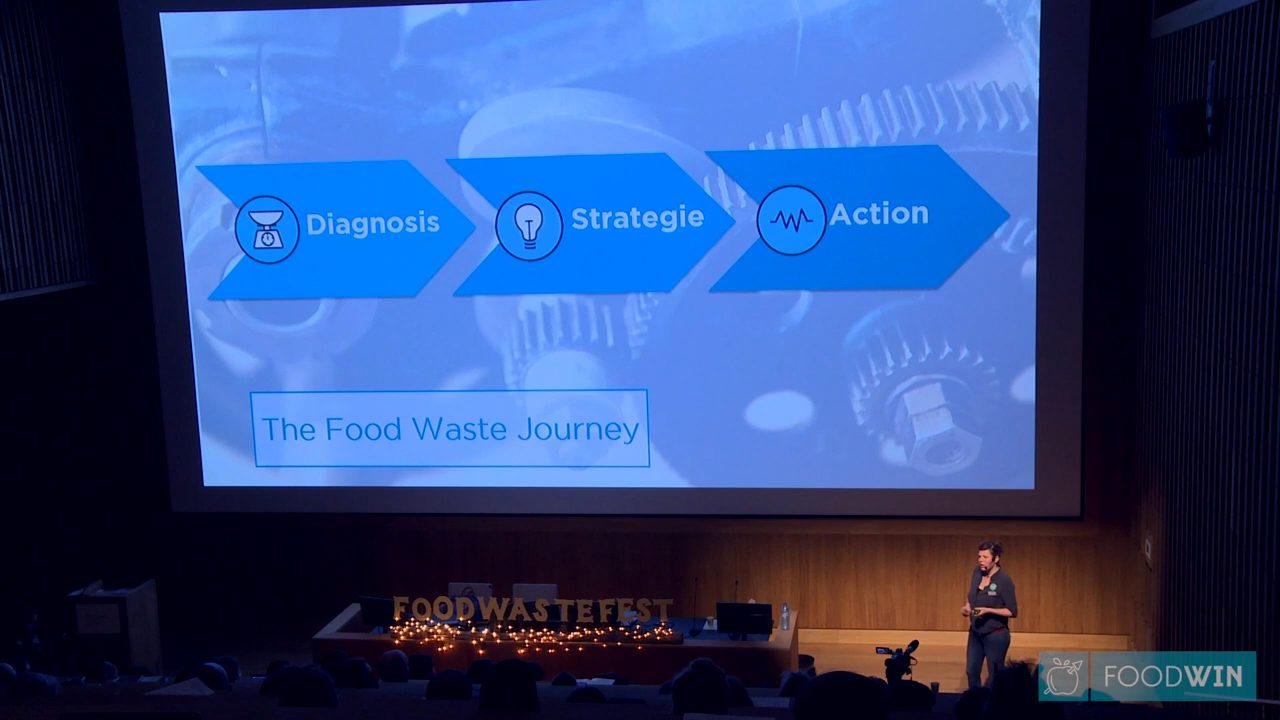 Diagnosis
Strategie
Action
The Food Waste Journey
FOODWASTEFEST
FOODWIN